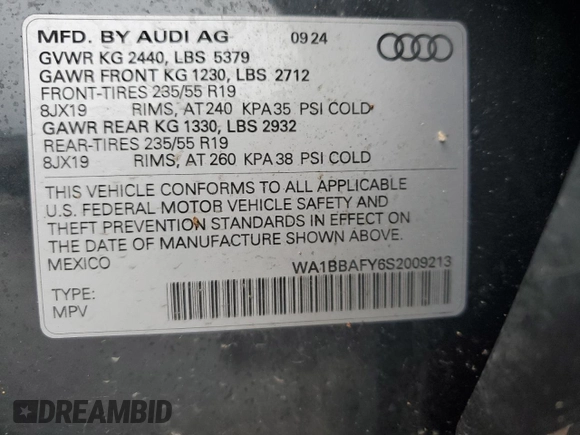 MFD. BY AUDI AG 09 24
GVWR KG 2440, LBS 5379
GAWR FRONT KG 1230, LBS 2712
FRONT-TIRES 235/55 R19
8JX19 RIMS, AT 240 KPA 35 PSI COLD
GAWR REAR KG 1330, LBS 2932
REAR-TIRES 235/55 R19
8JX19 RIMS, AT 260 KPA 38 PSI COLD
THIS VEHICLE CONFORMS TO ALL APPLICABLE
U.S. FEDERAL MOTOR VEHICLE SAFETY AND
THEFT PREVENTION STANDARDS IN EFFECT ON
THE DATE OF MANUFACTURE SHOWN ABOVE.
MEXICO WA1BBAFY6S2009213
TYPE:
MPV
DREAMBID